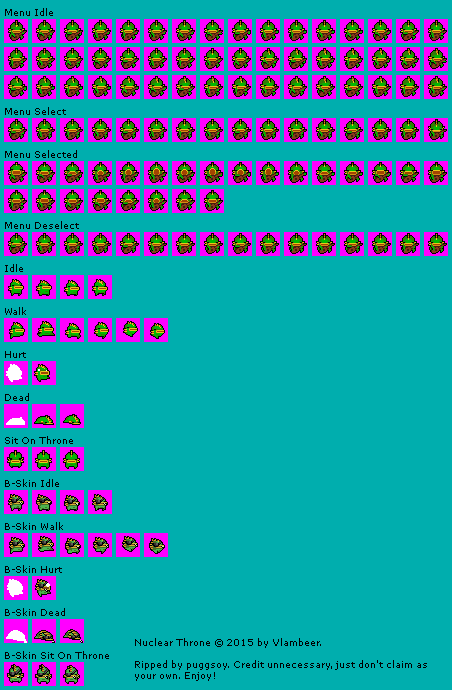 Menu Idle
Menu Select
Menu Selected
Menu Deselect
Idle
Walk
Hurt
Dead
Sit On Throne
B-Skin Idle
B-Skin Walk
B-Skin Hurt
B-Skin Dead
B-Skin Sit On Throne
Nuclear Throne © 2015 by Vlambeer.
Ripped by puggsoy. Credit unnecessary, just don't claim as
your own. Enjoy!